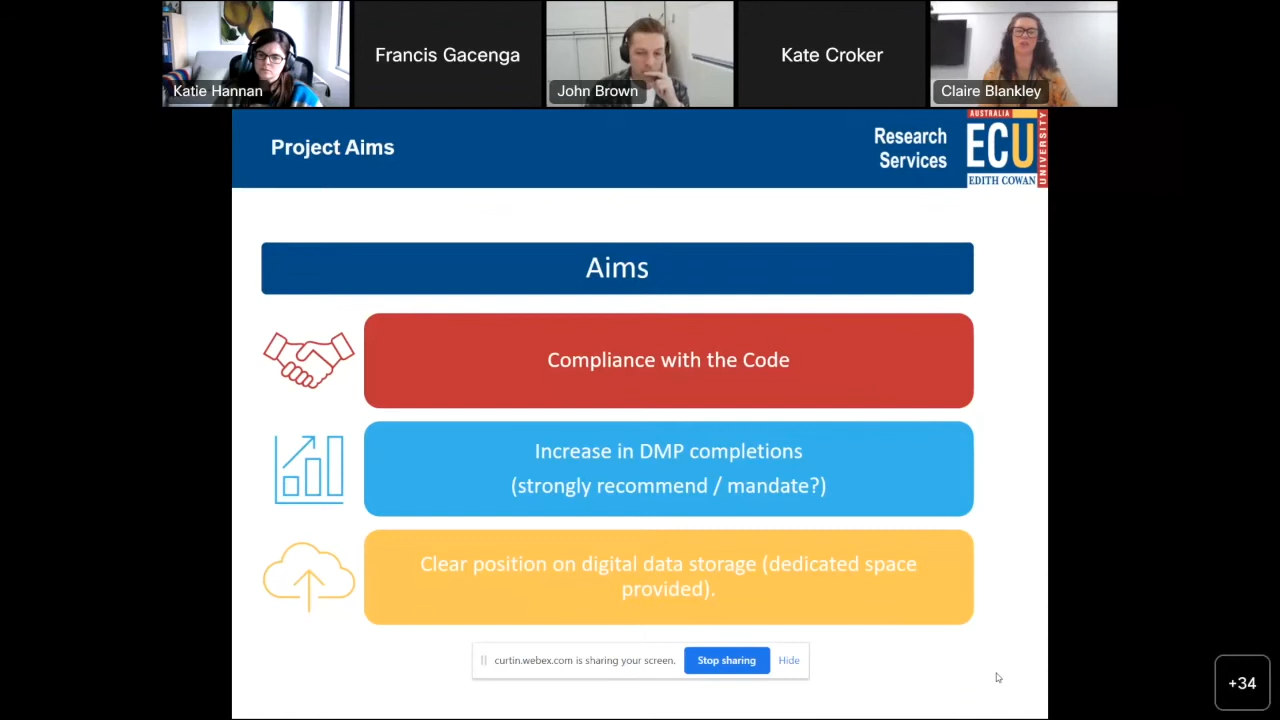 Katie Hannan
Francis Gacenga
John Brown
Kate Croker
Claire Blankley
Project Aims
Research
Services
AUSTRALIA
ECU
EDITH COWAN
UNIVERSITY
Aims
Compliance with the Code
Increase in DMP completions
(strongly recommend / mandate?)
Clear position on digital data storage (dedicated space
provided).
curtin.webex.com is sharing your screen.
Stop sharing
Hide
+34